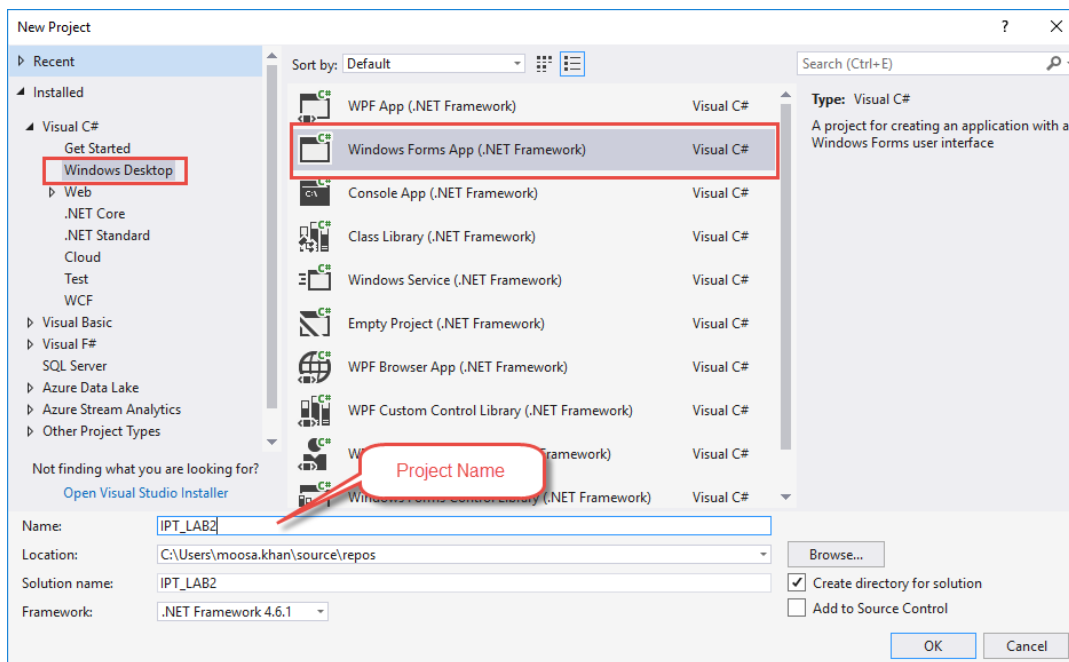 New Project
?
Recent
Installed
Visual C#
Get Started
Windows Desktop
Web
.NET Core
.NET Standard
Cloud
Test
WCF
Visual Basic
Visual F#
SQL Server
Azure Data Lake
Azure Stream Analytics
Other Project Types
Not finding what you are looking for?
Open Visual Studio Installer
Sort by: Default
C# WPF App (.NET Framework) Visual C#
C# Windows Forms App (.NET Framework) Visual C#
C# Console App (.NET Framework) Visual C#
C# Class Library (.NET Framework) Visual C#
C# Windows Service (.NET Framework) Visual C#
C# Empty Project (.NET Framework) Visual C#
C# WPF Browser App (.NET Framework) Visual C#
C# WPF Custom Control Library (.NET Framework) Visual C#
C# Visual C#
C# (.NET Framework) Visual C#
Project Name
Search (Ctrl+E)
Type: Visual C#
A project for creating an application with a
Windows Forms user interface
Name: IPT_LAB2
Location: C:\Users\moosa.khan\source\repos
Browse...
Solution name: IPT_LAB2
Create directory for solution
Framework: .NET Framework 4.6.1
Add to Source Control
OK Cancel